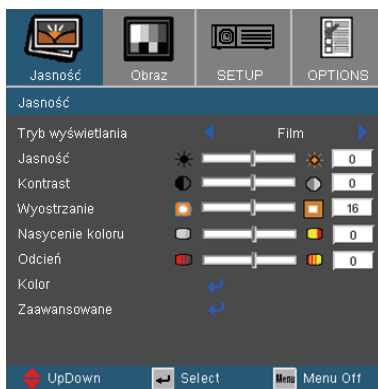 Jasność Obraz SETUP OPTIONS
Jasność
Tryb wyświetlania Film
Jasność 0
Kontrast 0
Wyostrzanie 16
Nasycenie koloru 0
Odcień 0
Kolor
Zaawansowane
UpDown Select Menu Menu Off